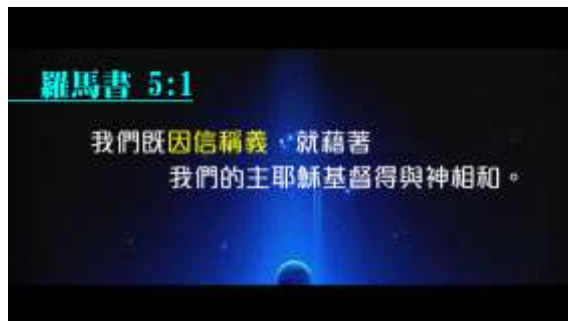 羅馬書 5:1
我們既因信稱義，就藉著
我們的主耶穌基督得與神相和。